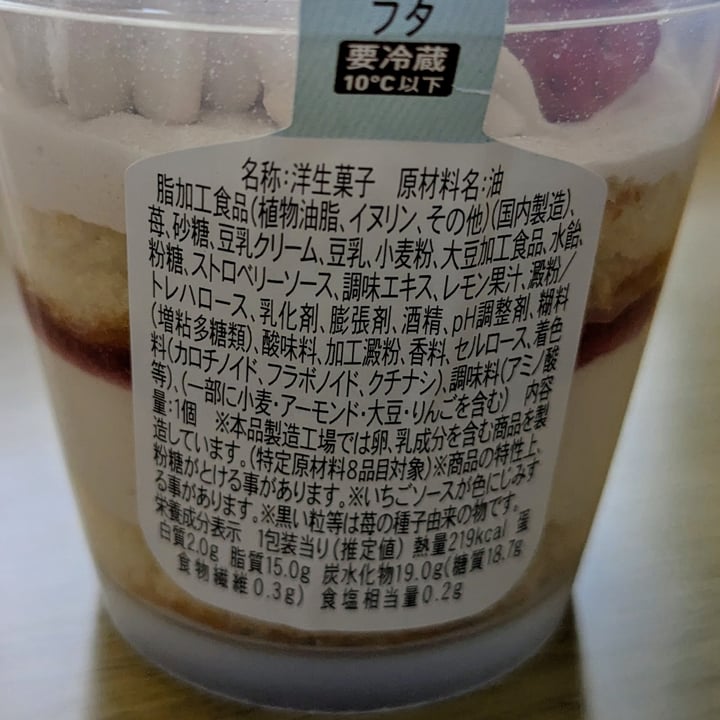 フタ
要冷蔵
10℃以下
名称:洋生菓子 原材料名:油
脂加工食品(植物油脂、イヌリン、その他)(国内製造)、
苺、砂糖、豆乳クリーム、豆乳、小麦粉、大豆加工食品、水飴、
粉糖、ストロベリーソース、調味エキス、レモン果汁、澱粉/
トレハロース、乳化剤、膨張剤、酒精、pH調整剤、糊料
(増粘多糖類)、酸味料、加工澱粉、香料、セルロース、着色
料(カロチノイド、フラボノイド、クチナシ)、調味料(アミノ酸
等)、(一部に小麦・アーモンド・大豆・りんごを含む) 内容
量:1個 ※本品製造工場では卵、乳成分を含む商品を製
造しています。(特定原材料8品目対象)※商品の特性上、
粉糖がとける事があります。※いちごソースが色にじみす
る事があります。※黒い粒等は苺の種子由来の物です。
栄養成分表示 1包装当り(推定値) 熱量219kcal 蛋
白質2.0g 脂質15.0g 炭水化物19.0g(糖質18.7g
食物繊維0.3g) 食塩相当量0.2g